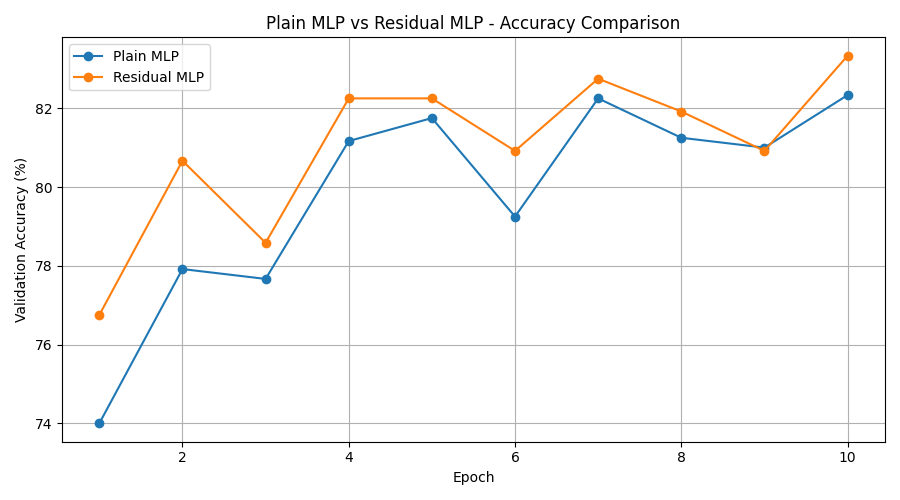 Plain MLP vs Residual MLP - Accuracy Comparison
Plain MLP
Residual MLP
Validation Accuracy (%)
82
80
78
76
74
2 4 6 8 10
Epoch